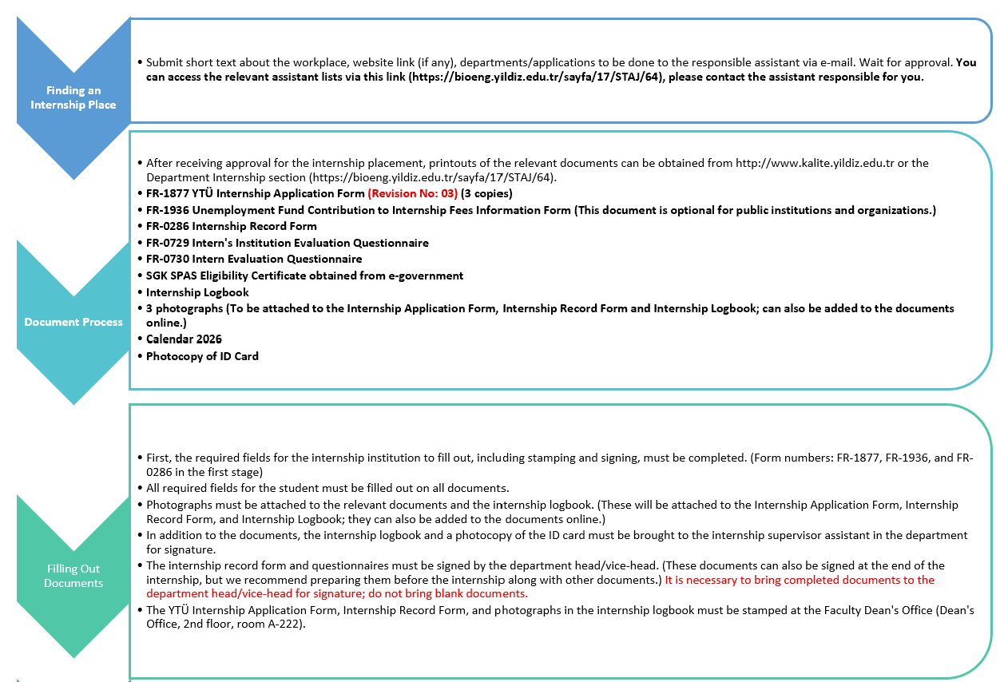 Finding an
Internship Place
• Submit short text about the workplace, website link (if any), departments/applications to be done to the responsible assistant via e-mail. Wait for approval. You
can access the relevant assistant lists via this link (https://bioeng.yildiz.edu.tr/sayfa/17/STAJ/64), please contact the assistant responsible for you.
Document Process
• After receiving approval for the internship placement, printouts of the relevant documents can be obtained from http://www.kalite.yildiz.edu.tr or the
Department Internship section (https://bioeng.yildiz.edu.tr/sayfa/17/STAJ/64).
• FR-1877 YTÜ Internship Application Form (Revision No: 03) (3 copies)
• FR-1936 Unemployment Fund Contribution to Internship Fees Information Form (This document is optional for public institutions and organizations.)
• FR-0286 Internship Record Form
• FR-0729 Intern's Institution Evaluation Questionnaire
• FR-0730 Intern Evaluation Questionnaire
• SGK SPAS Eligibility Certificate obtained from e-government
• Internship Logbook
• 3 photographs (To be attached to the Internship Application Form, Internship Record Form and Internship Logbook; can also be added to the documents
online.)
• Calendar 2026
• Photocopy of ID Card
Filling Out
Documents
• First, the required fields for the internship institution to fill out, including stamping and signing, must be completed. (Form numbers: FR-1877, FR-1936, and FR-
0286 in the first stage)
• All required fields for the student must be filled out on all documents.
• Photographs must be attached to the relevant documents and the internship logbook. (These will be attached to the Internship Application Form, Internship
Record Form, and Internship Logbook; they can also be added to the documents online.)
• In addition to the documents, the internship logbook and a photocopy of the ID card must be brought to the internship supervisor assistant in the department
for signature.
• The internship record form and questionnaires must be signed by the department head/vice-head. (These documents can also be signed at the end of the
internship, but we recommend preparing them before the internship along with other documents.) It is necessary to bring completed documents to the
department head/vice-head for signature; do not bring blank documents.
• The YTÜ Internship Application Form, Internship Record Form, and photographs in the internship logbook must be stamped at the Faculty Dean's Office (Dean's
Office, 2nd floor, room A-222).